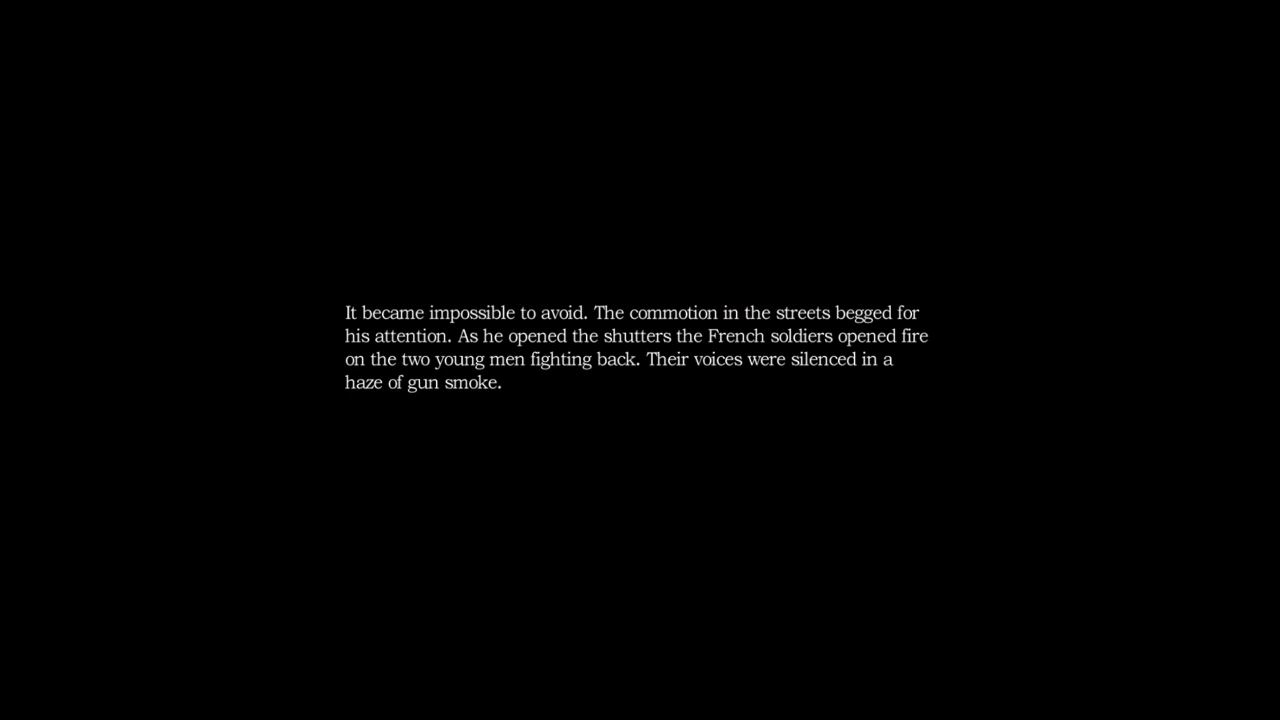 It became impossible to avoid. The commotion in the streets begged for
his attention. As he opened the shutters the French soldiers opened fire
on the two young men fighting back. Their voices were silenced in a
haze of gun smoke.